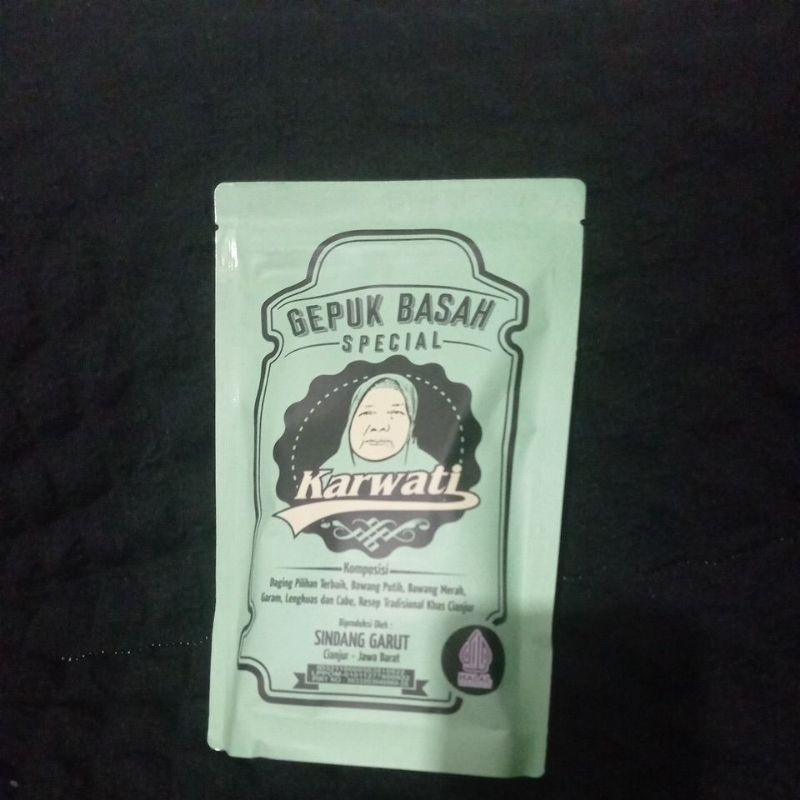 GEPUK BASAH
SPECIAL
Karwati
Komposisi
Daging Pilihan Terbaik, Bawang Putih, Bawang Merah,
Garam, Lengkuas dan Cabe, Resep Tradisional Khas Cianjur
Diproduksi Oleh :
SINDANG GARUT
Cianjur - Jawa Barat
HALAL